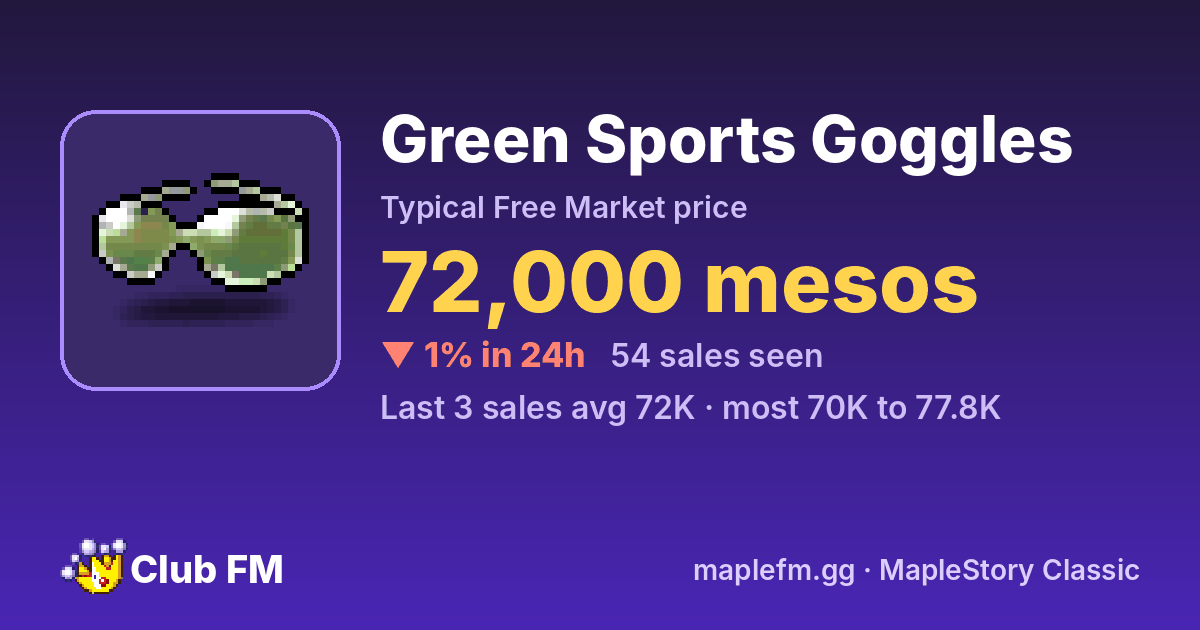 Green Sports Goggles
Typical Free Market price
72,000 mesos
▼ 1% in 24h 54 sales seen
Last 3 sales avg 72K · most 70K to 77.8K
Club FM
maplefm.gg · MapleStory Classic